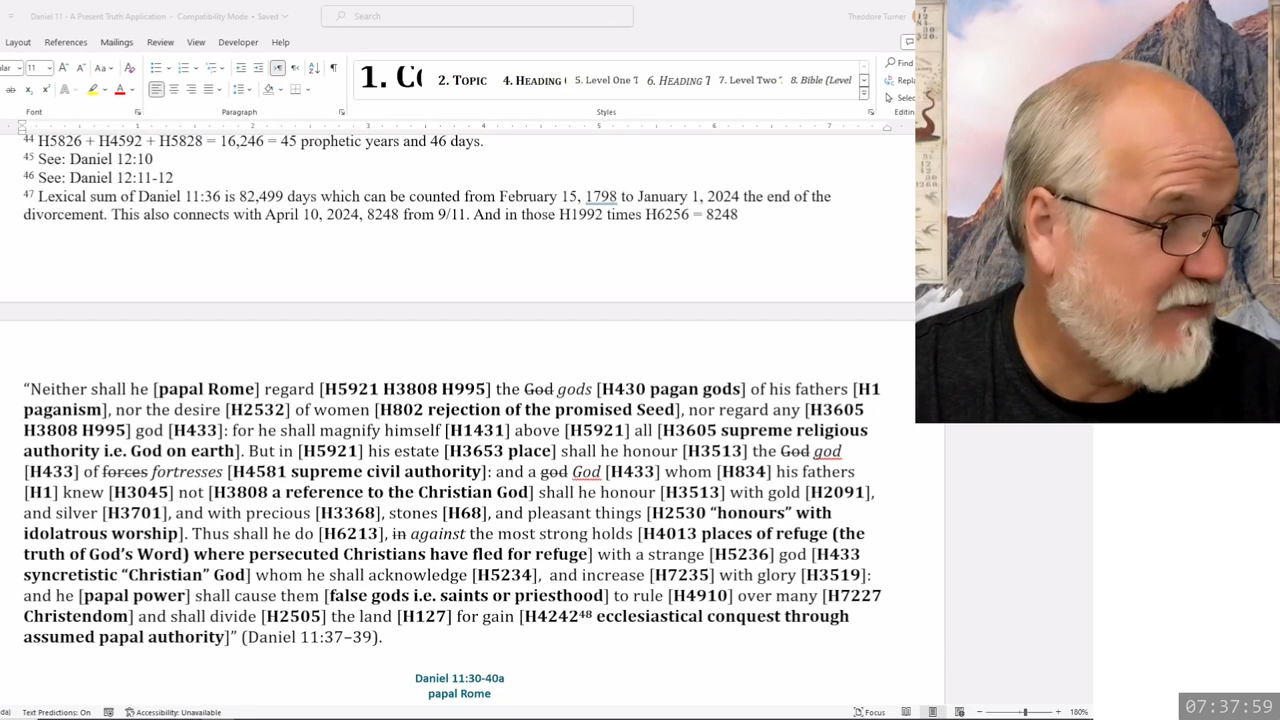 Daniel 11 - A Present Truth Application - Compatibility Mode • Saved
Search
Theodore Turner
Layout References Mailings Review View Developer Help
11
Aa
ab
Font
Paragraph
1. C
2. Topic
4. Heading
5. Level One T
6. Heading T
7. Level Two
8. Bible (Level
Styles
Find
Repla
Selec
Editin
1 2 3 4 5 6 7
44 H5826 + H4592 + H5828 = 16,246 = 45 prophetic years and 46 days.
45 See: Daniel 12:10
46 See: Daniel 12:11-12
47 Lexical sum of Daniel 11:36 is 82,499 days which can be counted from February 15, 1798 to January 1, 2024 the end of the
divorcement. This also connects with April 10, 2024, 8248 from 9/11. And in those H1992 times H6256 = 8248
“Neither shall he [papal Rome] regard [H5921 H3808 H995] the God gods [H430 pagan gods] of his fathers [H1
paganism], nor the desire [H2532] of women [H802 rejection of the promised Seed], nor regard any [H3605
H3808 H995] god [H433]: for he shall magnify himself [H1431] above [H5921] all [H3605 supreme religious
authority i.e. God on earth]. But in [H5921] his estate [H3653 place] shall he honour [H3513] the God god
[H433] of forces fortresses [H4581 supreme civil authority]: and a god God [H433] whom [H834] his fathers
[H1] knew [H3045] not [H3808 a reference to the Christian God] shall he honour [H3513] with gold [H2091],
and silver [H3701], and with precious [H3368], stones [H68], and pleasant things [H2530 “honours” with
idolatrous worship]. Thus shall he do [H6213], in against the most strong holds [H4013 places of refuge (the
truth of God’s Word) where persecuted Christians have fled for refuge] with a strange [H5236] god [H433
syncretistic “Christian” God] whom he shall acknowledge [H5234], and increase [H7235] with glory [H3519]:
and he [papal power] shall cause them [false gods i.e. saints or priesthood] to rule [H4910] over many [H7227
Christendom] and shall divide [H2505] the land [H127] for gain [H424248 ecclesiastical conquest through
assumed papal authority]” (Daniel 11:37–39).
Daniel 11:30-40a
papal Rome
da) Text Predictions: On Accessibility: Unavailable Focus 180%
07:37:59